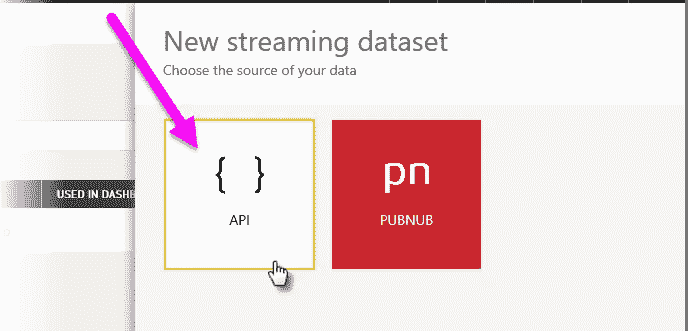 New streaming dataset
Choose the source of your data
USED IN DASHB
{ }
API
pn
PUBNUB